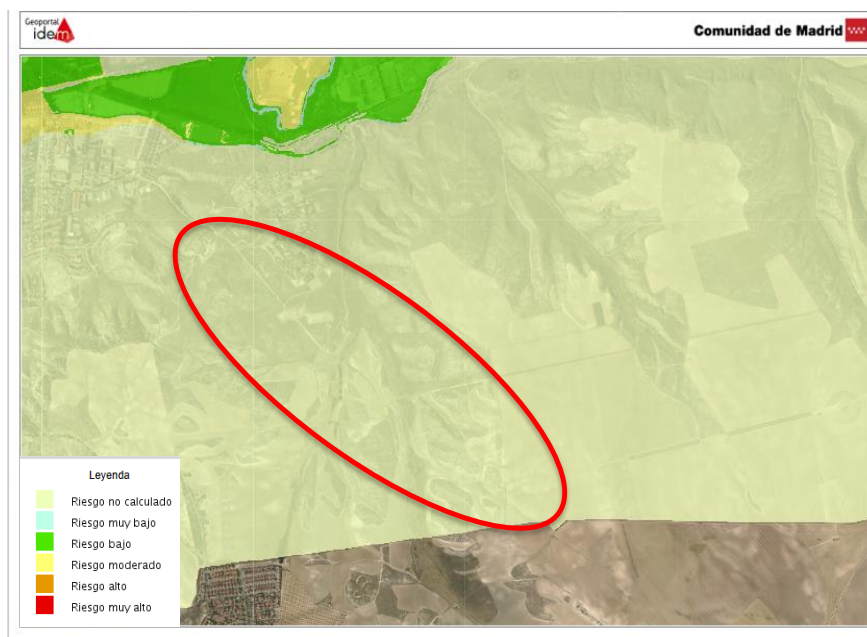 Geoportal
idem
Comunidad de Madrid
Leyenda
Riesgo no calculado
Riesgo muy bajo
Riesgo bajo
Riesgo moderado
Riesgo alto
Riesgo muy alto